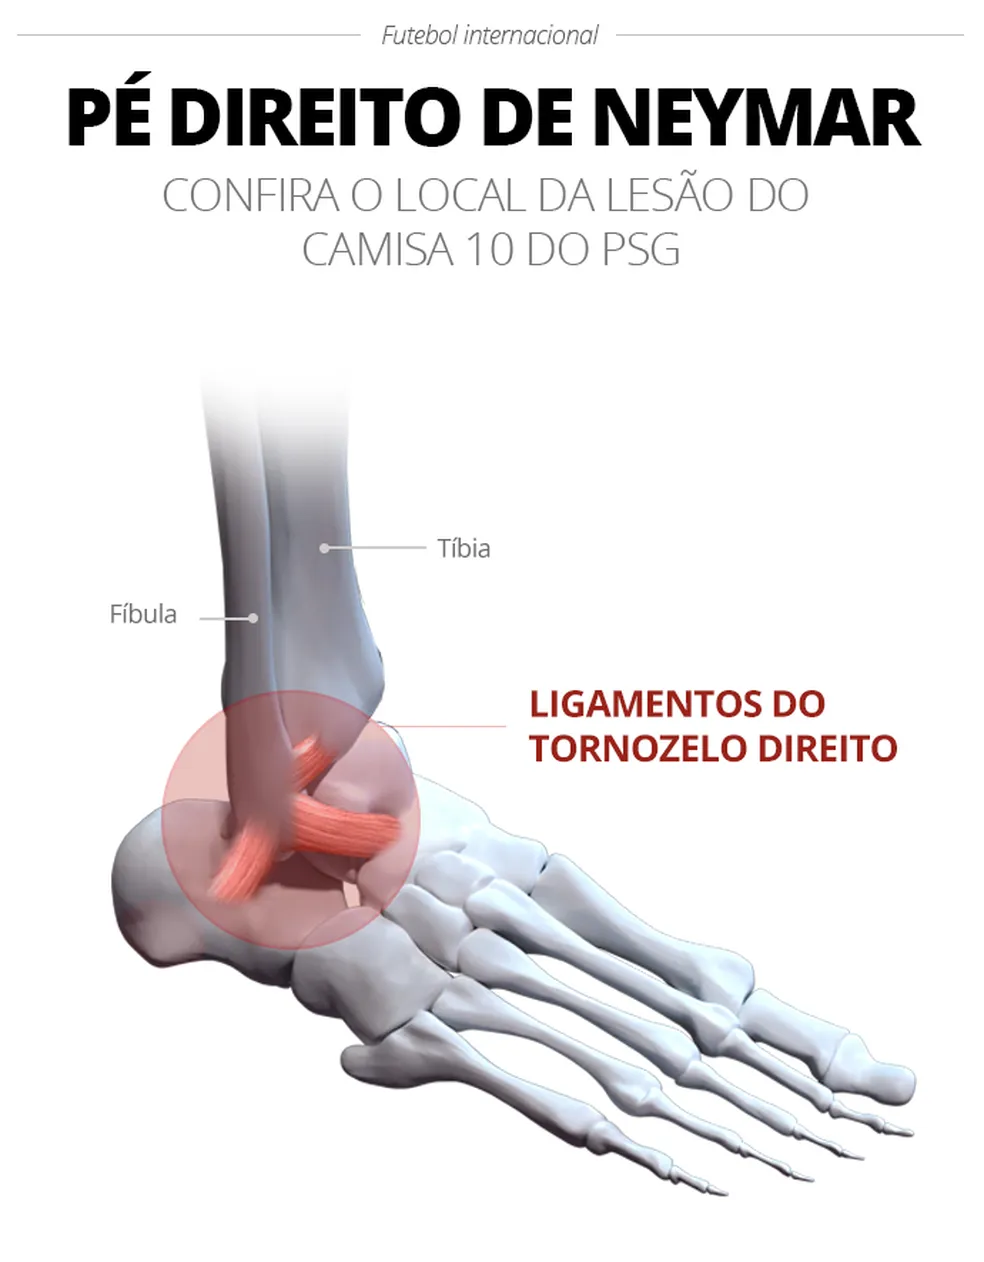 Futebol internacional
PÉ DIREITO DE NEYMAR
CONFIRA O LOCAL DA LESÃO DO
CAMISA 10 DO PSG
Tíbia
Fíbula
LIGAMENTOS DO
TORNOZELO DIREITO